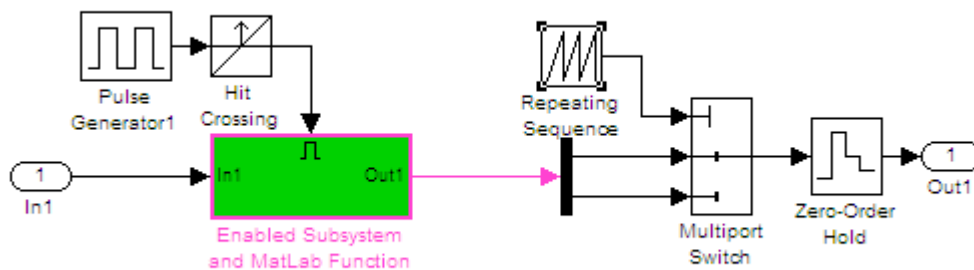 Pulse
Generator1
Hit
Crossing
Repeating
Sequence
1
In1
In1
Out1
Enabled Subsystem
and MatLab Function
Multiport
Switch
Zero-Order
Hold
1
Out1